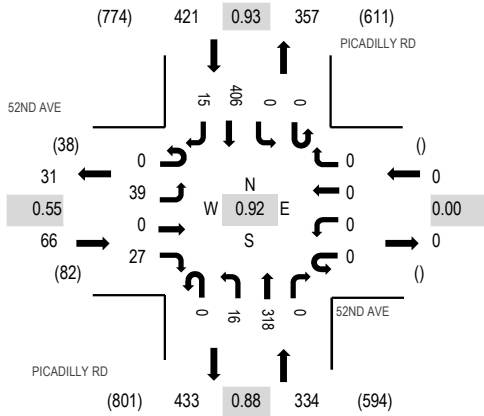 (774) 421 0.93 357 (611)
PICADILLY RD
15 406 0 0
52ND AVE
(38)
31
0.55
66
(82)
0
39
0
27
N
W 0.92 E
S
0
0
0
0
()
0
0.00
0
()
0 16 318 0
52ND AVE
PICADILLY RD
(801) 433 0.88 334 (594)